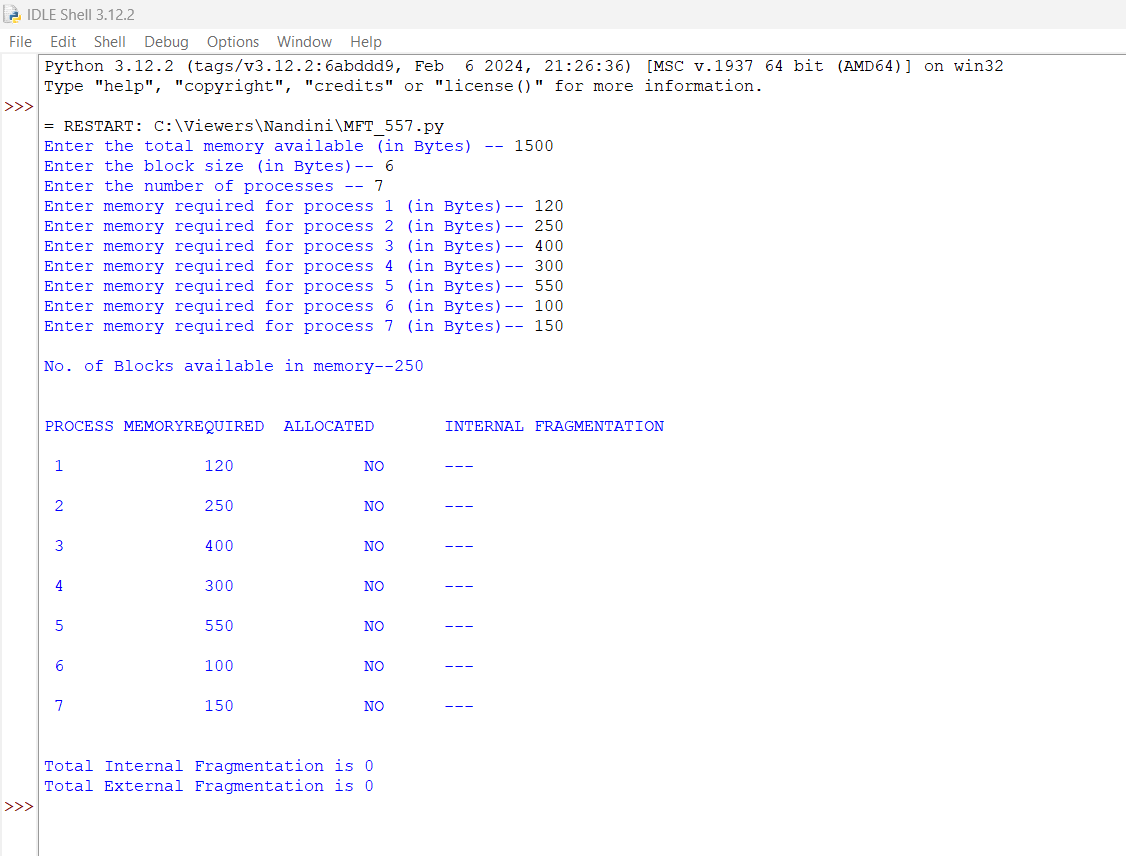 IDLE Shell 3.12.2
File Edit Shell Debug Options Window Help
Python 3.12.2 (tags/v3.12.2:6abddd9, Feb  6 2024, 21:26:36) [MSC v.1937 64 bit (AMD64)] on win32
Type "help", "copyright", "credits" or "license()" for more information.
>>>
= RESTART: C:\Viewers\Nandini\MFT_557.py
Enter the total memory available (in Bytes) -- 1500
Enter the block size (in Bytes)-- 6
Enter the number of processes -- 7
Enter memory required for process 1 (in Bytes)-- 120
Enter memory required for process 2 (in Bytes)-- 250
Enter memory required for process 3 (in Bytes)-- 400
Enter memory required for process 4 (in Bytes)-- 300
Enter memory required for process 5 (in Bytes)-- 550
Enter memory required for process 6 (in Bytes)-- 100
Enter memory required for process 7 (in Bytes)-- 150
No. of Blocks available in memory--250
PROCESS MEMORYREQUIRED  ALLOCATED       INTERNAL FRAGMENTATION
1              120             NO      ---
2              250             NO      ---
3              400             NO      ---
4              300             NO      ---
5              550             NO      ---
6              100             NO      ---
7              150             NO      ---
Total Internal Fragmentation is 0
Total External Fragmentation is 0
>>>